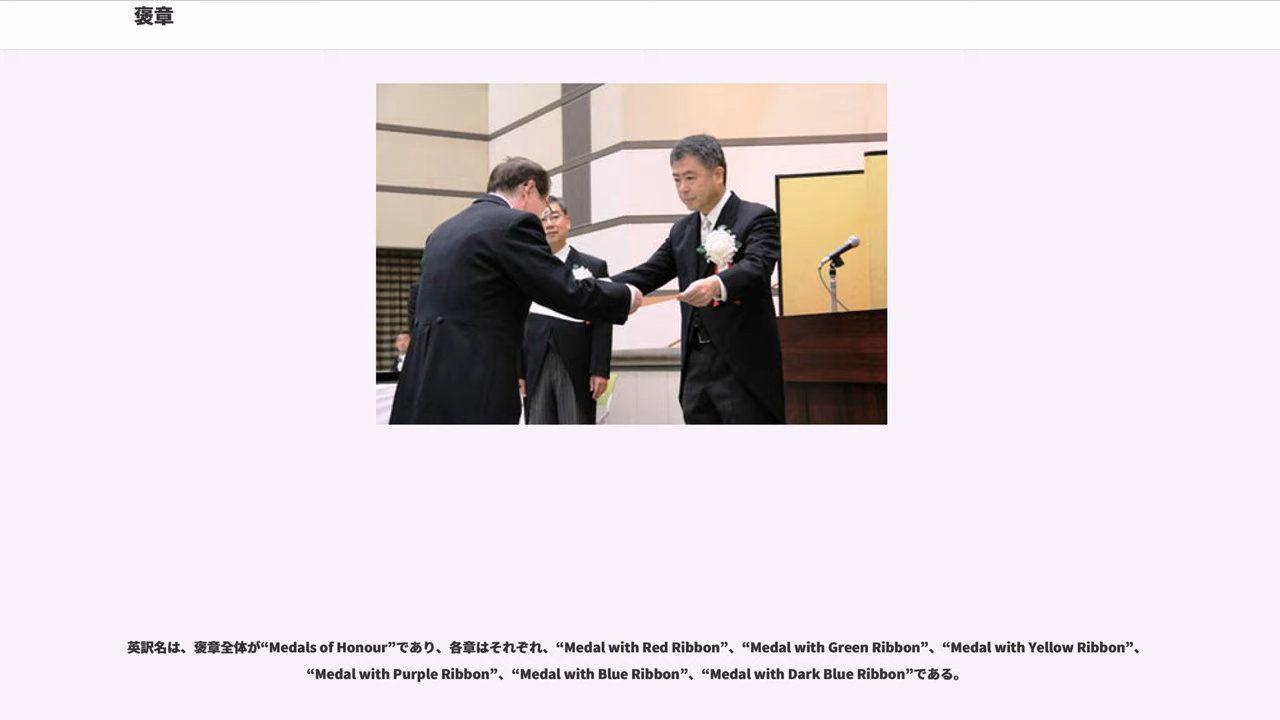 褒章
英訳名は、褒章全体が“Medals of Honour”であり、各章はそれぞれ、“Medal with Red Ribbon”、“Medal with Green Ribbon”、“Medal with Yellow Ribbon”、
“Medal with Purple Ribbon”、“Medal with Blue Ribbon”、“Medal with Dark Blue Ribbon”である。